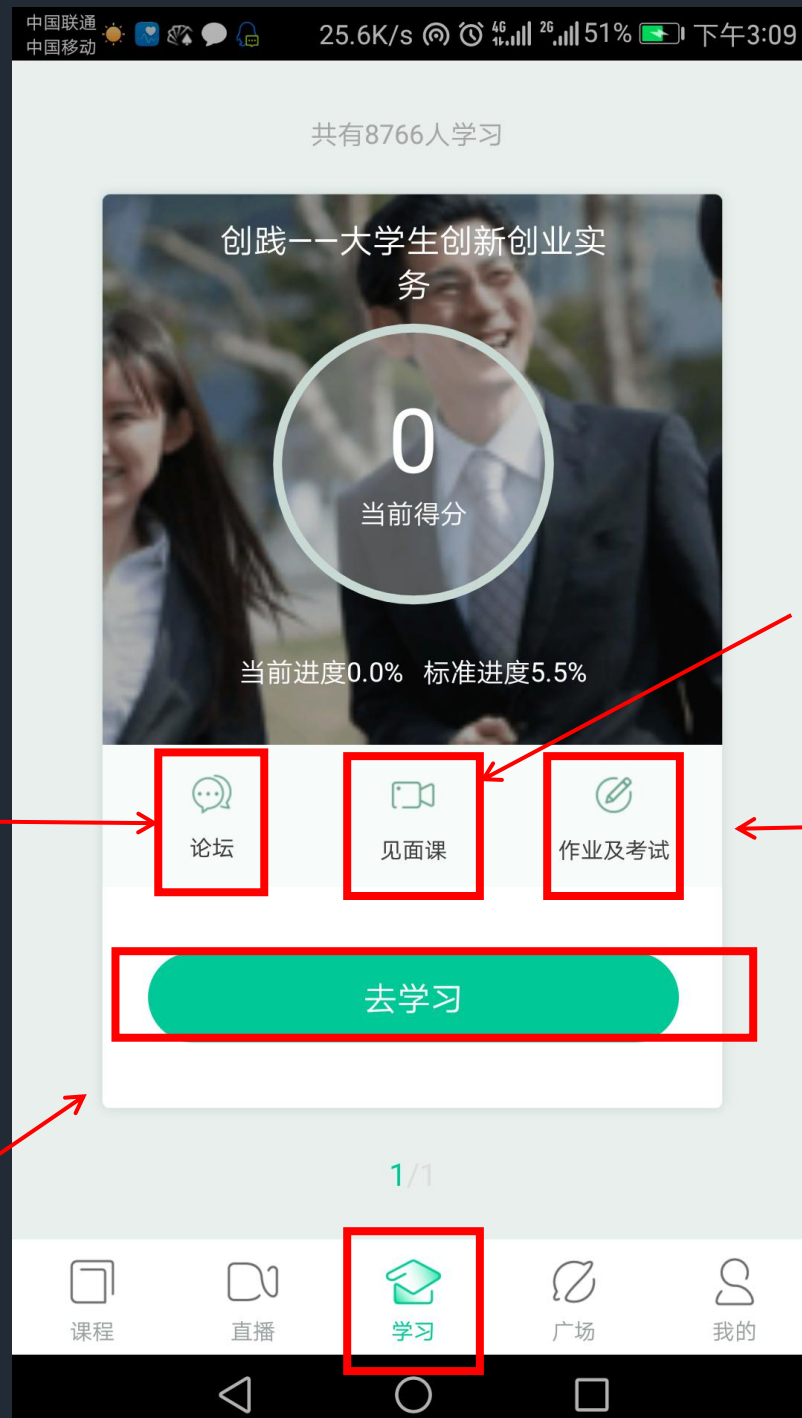 中国联通
中国移动
25.6K/s 4G 2G 51% 下午3:09
共有8766人学习
创践——大学生创新创业实
务
0
当前得分
当前进度0.0% 标准进度5.5%
论坛 见面课 作业及考试
去学习
1/1
课程 直播 学习 广场 我的